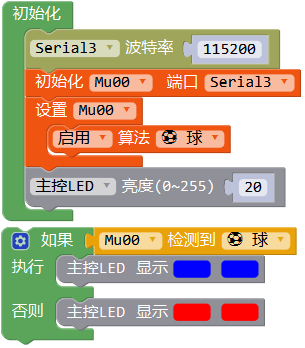 初始化
Serial3 波特率 115200
初始化 Mu00 端口 Serial3
设置 Mu00
启用 算法 球
主控LED 亮度(0~255) 20
如果 Mu00 检测到 球
执行 主控LED 显示
否则 主控LED 显示